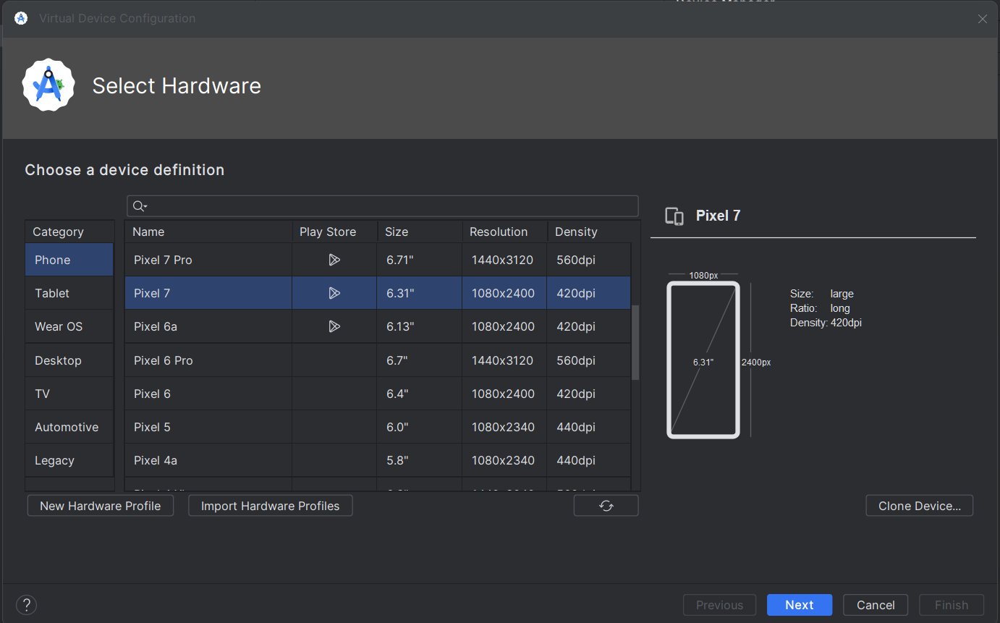 Virtual Device Configuration
Select Hardware
Choose a device definition
Category
Name Play Store Size Resolution Density
Phone
Tablet
Wear OS
Desktop
TV
Automotive
Legacy
Pixel 7 Pro 6.71" 1440x3120 560dpi
Pixel 7 6.31" 1080x2400 420dpi
Pixel 6a 6.13" 1080x2400 420dpi
Pixel 6 Pro 6.7" 1440x3120 560dpi
Pixel 6 6.4" 1080x2400 420dpi
Pixel 5 6.0" 1080x2340 440dpi
Pixel 4a 5.8" 1080x2340 440dpi
New Hardware Profile
Import Hardware Profiles
Pixel 7
1080px
6.31"
2400px
Size: large
Ratio: long
Density: 420dpi
Clone Device...
?
Previous
Next
Cancel
Finish